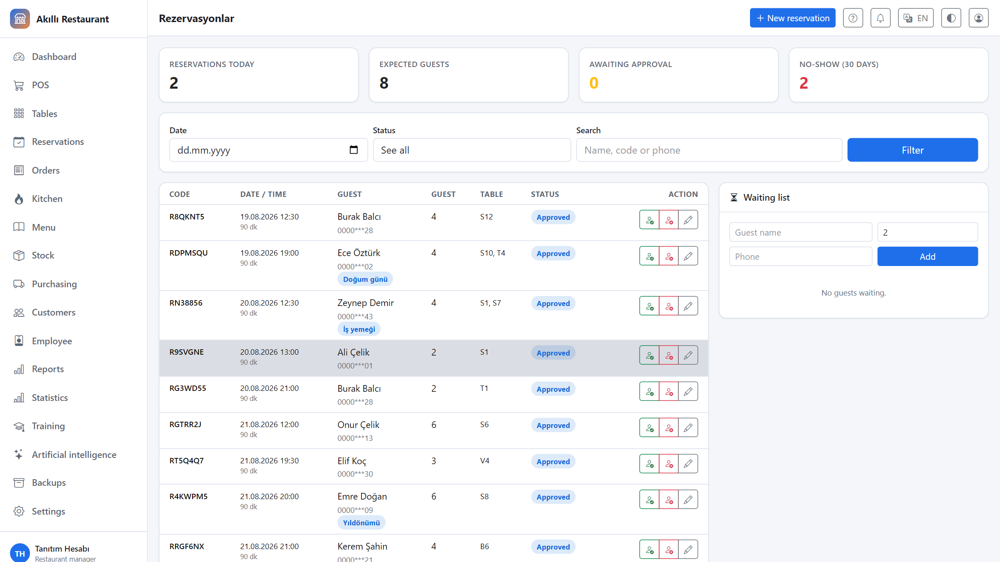 Akıllı Restaurant
Dashboard
POS
Tables
Reservations
Orders
Kitchen
Menu
Stock
Purchasing
Customers
Employee
Reports
Statistics
Training
Artificial intelligence
Backups
Settings
TH
Tanıtım Hesabı
Restaurant manager
Rezervasyonlar
New reservation
EN
RESERVATIONS TODAY
2
EXPECTED GUESTS
8
AWAITING APPROVAL
0
NO-SHOW (30 DAYS)
2
Date
dd.mm.yyyy
Status
See all
Search
Name, code or phone
Filter
CODE DATE / TIME GUEST GUEST TABLE STATUS ACTION
R8QKNT5 19.08.2026 12:30 Burak Balcı 4 S12 Approved
90 dk 0000***28
RDPMSQU 19.08.2026 19:00 Ece Öztürk 4 S10, T4 Approved
90 dk 0000***02
Doğum günü
RN38856 20.08.2026 12:30 Zeynep Demir 4 S1, S7 Approved
90 dk 0000***43
İş yemeği
R9SVGNE 20.08.2026 13:00 Ali Çelik 2 S1 Approved
90 dk 0000***01
RG3WD55 20.08.2026 21:00 Burak Balcı 2 T1 Approved
90 dk 0000***28
RGTRR2J 21.08.2026 12:00 Onur Çelik 6 S6 Approved
90 dk 0000***13
RT5Q4Q7 21.08.2026 19:30 Elif Koç 3 V4 Approved
90 dk 0000***30
R4KWPM5 21.08.2026 20:00 Emre Doğan 6 S8 Approved
90 dk 0000***09
Yıldönümü
RRGF6NX 21.08.2026 21:00 Kerem Şahin 4 B6 Approved
90 dk 0000***21
Waiting list
Guest name
2
Phone
Add
No guests waiting.